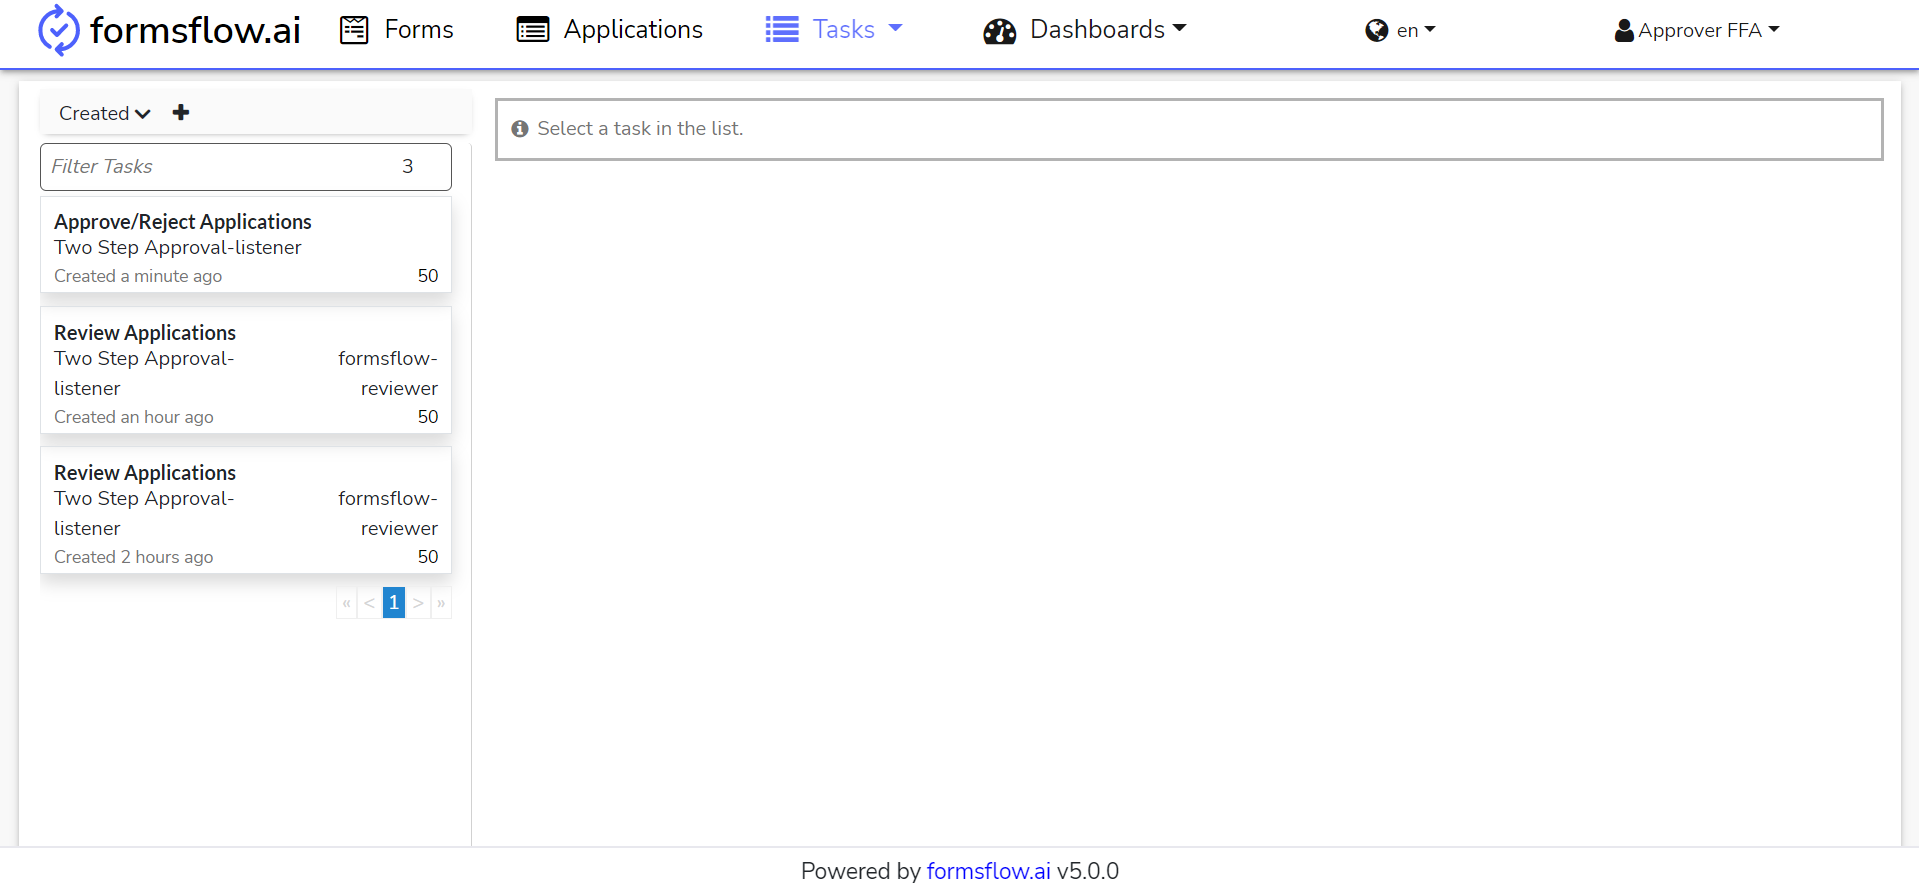 formsflow.ai Forms Applications Tasks Dashboards en Approver FFA
Created
Select a task in the list.
Filter Tasks 3
Approve/Reject Applications
Two Step Approval-listener
Created a minute ago 50
Review Applications
Two Step Approval- formsflow-
listener reviewer
Created an hour ago 50
Review Applications
Two Step Approval- formsflow-
listener reviewer
Created 2 hours ago 50
« < 1 > »
Powered by formsflow.ai v5.0.0